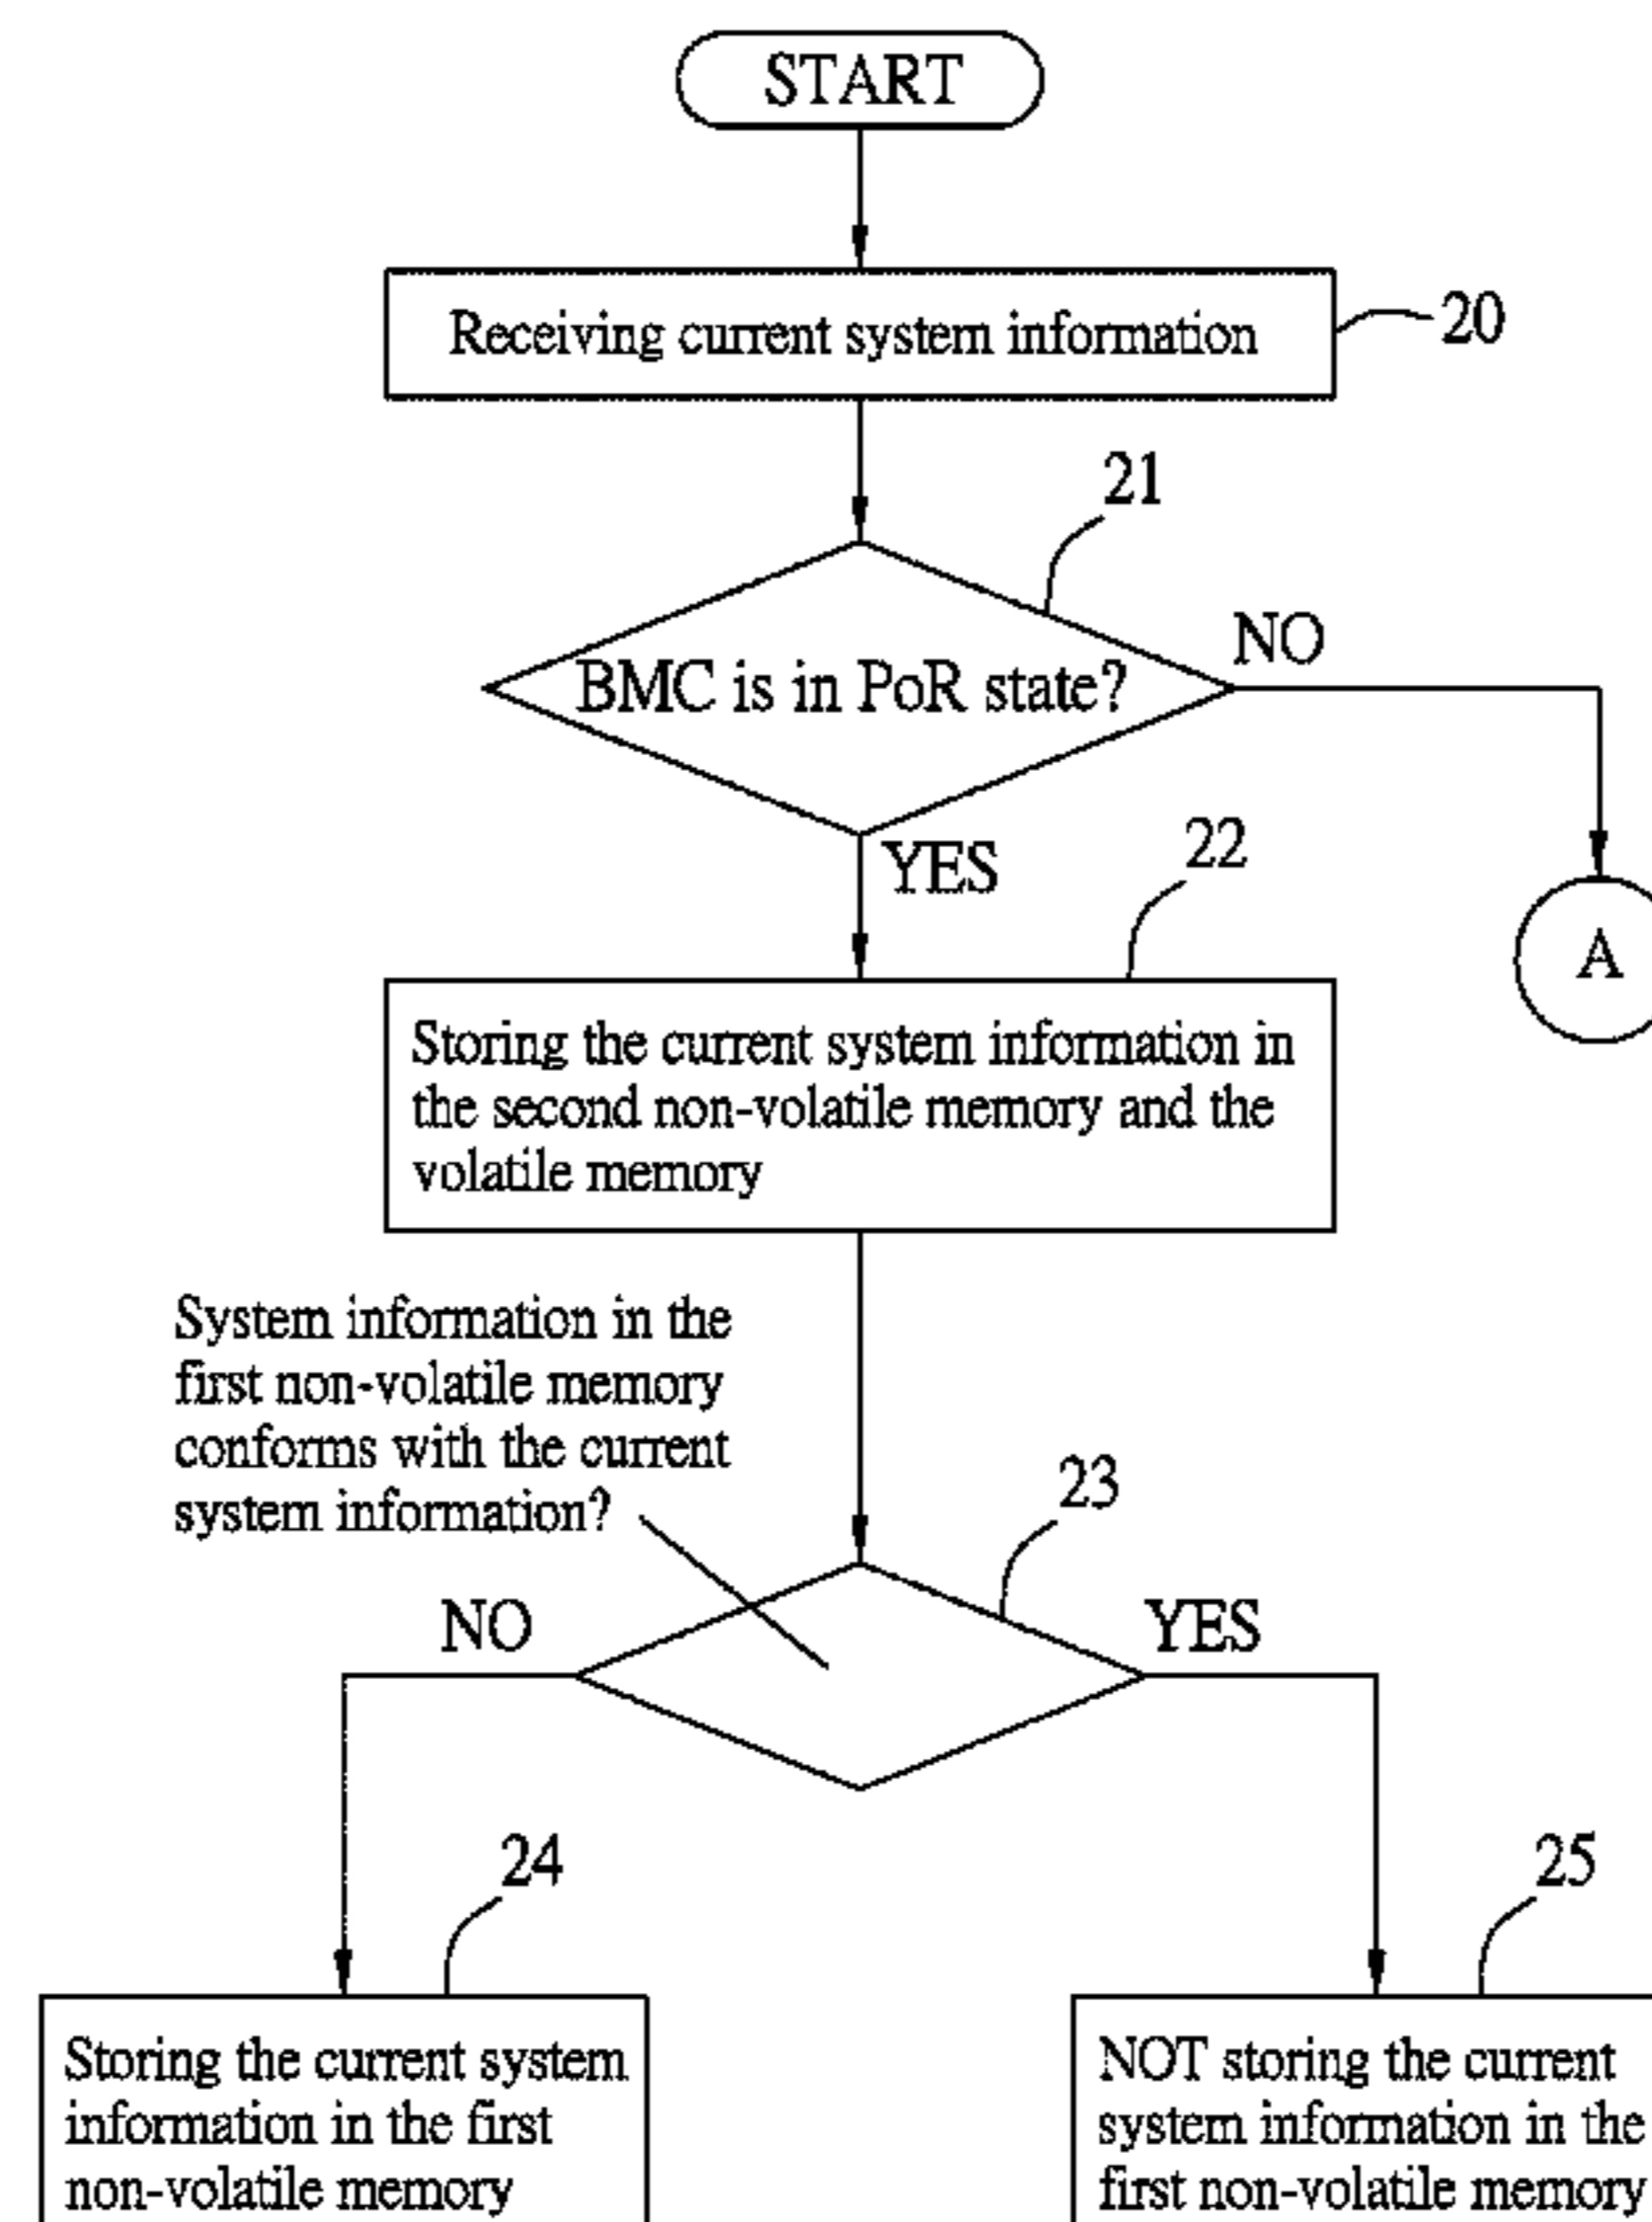 START
Receiving current system information
20
21
BMC is in PoR state?
NO
YES
22
A
Storing the current system information in
the second non-volatile memory and the
volatile memory
System information in the
first non-volatile memory
conforms with the current
system information?
23
NO
YES
24
25
Storing the current system
information in the first
non-volatile memory
NOT storing the current
system information in the
first non-volatile memory